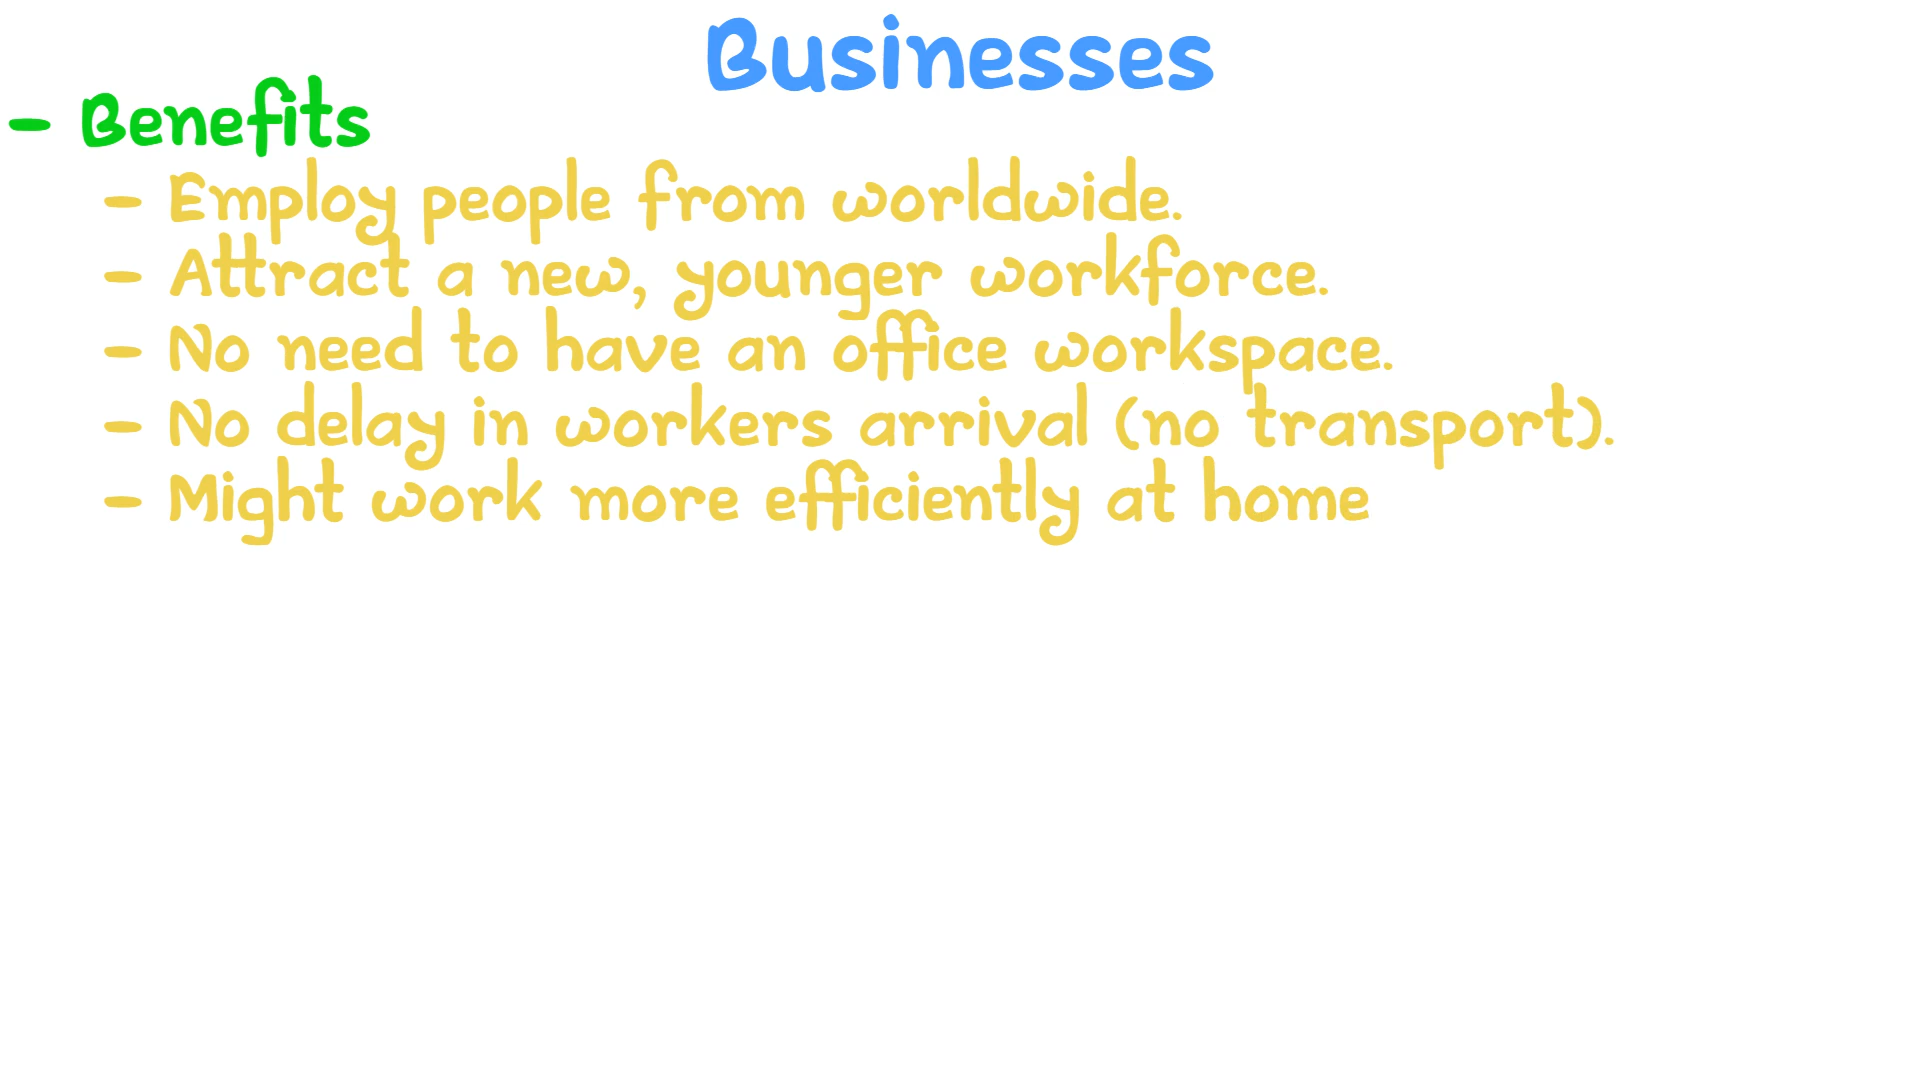 Businesses
- Benefits
- Employ people from worldwide.
- Attract a new, younger workforce.
- No need to have an office workspace.
- No delay in workers arrival (no transport).
- Might work more efficiently at home